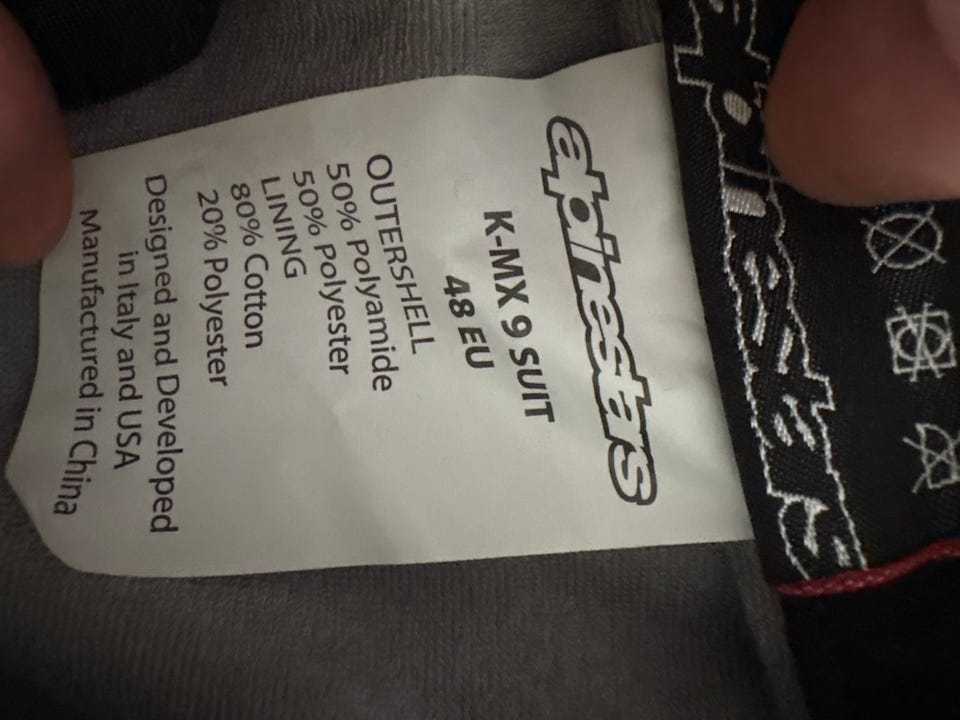 alpinestars
K-MX 9 SUIT
48 EU
OUTERSHELL
50% Polyamide
50% Polyester
LINING
80% Cotton
20% Polyester
Designed and Developed
in Italy and USA
Manufactured in China
alpinestars